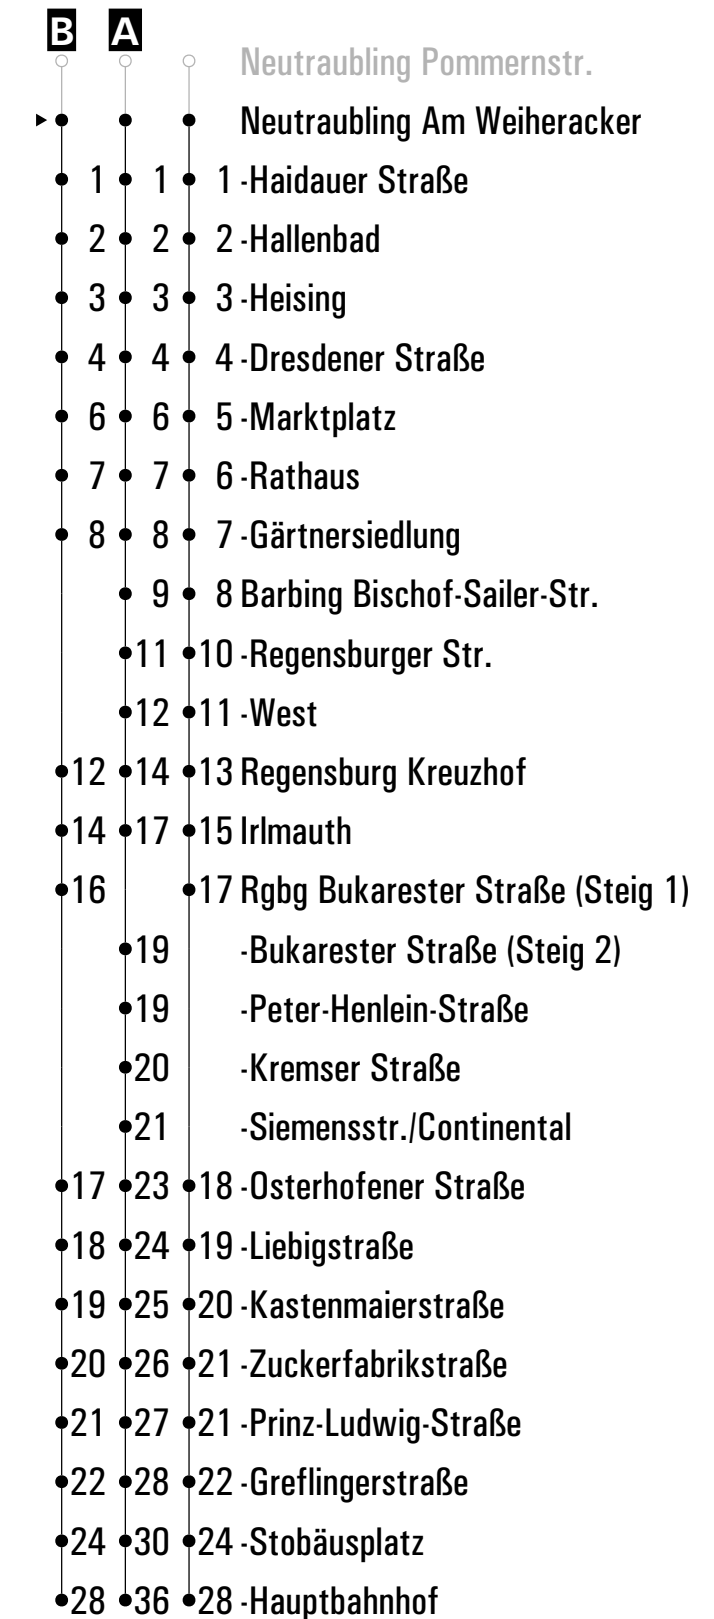 B A
Neutraubling Pommernstr.
Neutraubling Am Weiheracker
1 1 1 -Haidauer Straße
2 2 2 -Hallenbad
3 3 3 -Heising
4 4 4 -Dresdener Straße
6 6 5 -Marktplatz
7 7 6 -Rathaus
8 8 7 -Gärtnersiedlung
9 8 Barbing Bischof-Sailer-Str.
11 10 -Regensburger Str.
12 11 -West
12 14 13 Regensburg Kreuzhof
14 17 15 Irlmauth
16 17 Rgbg Bukarester Straße (Steig 1)
19 -Bukarester Straße (Steig 2)
19 -Peter-Henlein-Straße
20 -Kremser Straße
21 -Siemensstr./Continental
17 23 18 -Osterhofener Straße
18 24 19 -Liebigstraße
19 25 20 -Kastenmaierstraße
20 26 21 -Zuckerfabrikstraße
21 27 21 -Prinz-Ludwig-Straße
22 28 22 -Greflingerstraße
24 30 24 -Stobäusplatz
28 36 28 -Hauptbahnhof